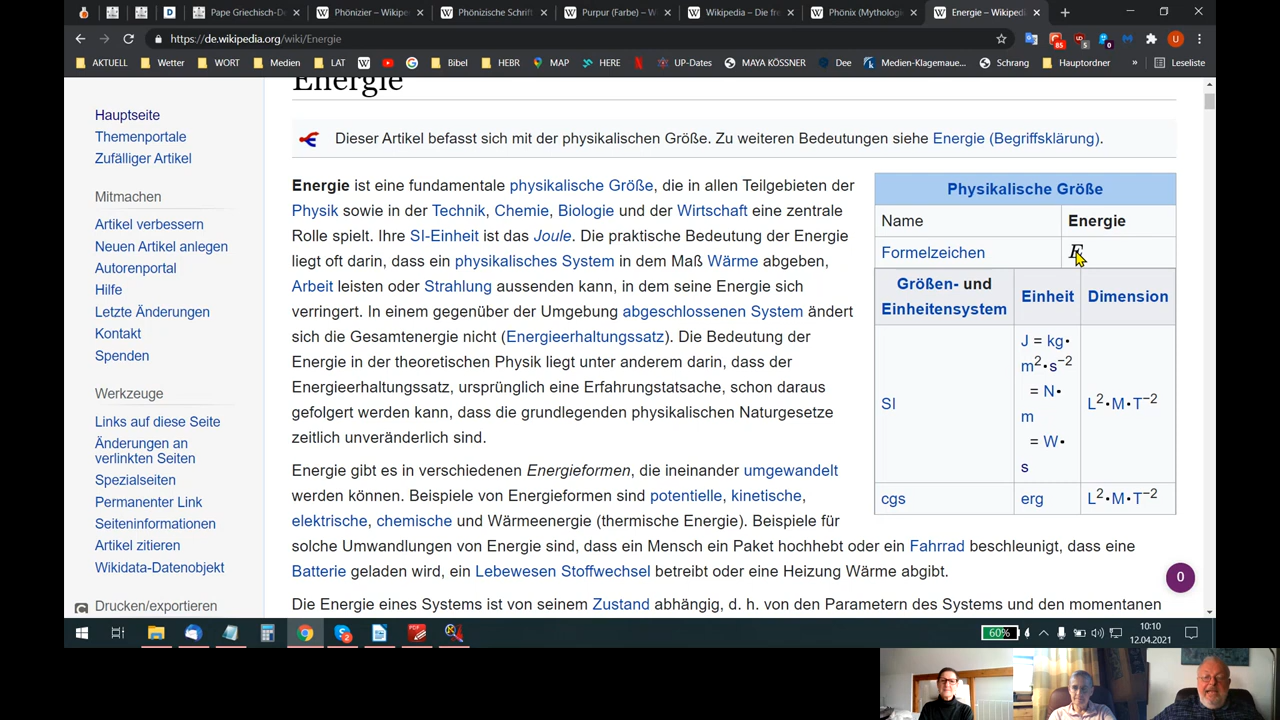 Pape Griechisch-D
Phönizier – Wikip
Phönizische Schrift
Purpur (Farbe) – W
Wikipedia – Die fr
Phönix (Mytholog
Energie – Wikiped
https://de.wikipedia.org/wiki/Energie
AKTUELL Wetter WORT Medien LAT Bibel HEBR MAP HERE UP-Dates MAYA KÖSSNER Dee Medien-Klagemaue... Schrang Hauptordner » Leseliste
Energie
Hauptseite
Themenportale
Zufälliger Artikel
Mitmachen
Artikel verbessern
Neuen Artikel anlegen
Autorenportal
Hilfe
Letzte Änderungen
Kontakt
Spenden
Werkzeuge
Links auf diese Seite
Änderungen an
verlinkten Seiten
Spezialseiten
Permanenter Link
Seiteninformationen
Artikel zitieren
Wikidata-Datenobjekt
Drucken/exportieren
Dieser Artikel befasst sich mit der physikalischen Größe. Zu weiteren Bedeutungen siehe Energie (Begriffsklärung).
Energie ist eine fundamentale physikalische Größe, die in allen Teilgebieten der
Physik sowie in der Technik, Chemie, Biologie und der Wirtschaft eine zentrale
Rolle spielt. Ihre SI-Einheit ist das Joule. Die praktische Bedeutung der Energie
liegt oft darin, dass ein physikalisches System in dem Maß Wärme abgeben,
Arbeit leisten oder Strahlung aussenden kann, in dem seine Energie sich
verringert. In einem gegenüber der Umgebung abgeschlossenen System ändert
sich die Gesamtenergie nicht (Energieerhaltungssatz). Die Bedeutung der
Energie in der theoretischen Physik liegt unter anderem darin, dass der
Energieerhaltungssatz, ursprünglich eine Erfahrungstatsache, schon daraus
gefolgert werden kann, dass die grundlegenden physikalischen Naturgesetze
zeitlich unveränderlich sind.
Energie gibt es in verschiedenen Energieformen, die ineinander umgewandelt
werden können. Beispiele von Energieformen sind potentielle, kinetische,
elektrische, chemische und Wärmeenergie (thermische Energie). Beispiele für
solche Umwandlungen von Energie sind, dass ein Mensch ein Paket hochhebt oder ein Fahrrad beschleunigt, dass eine
Batterie geladen wird, ein Lebewesen Stoffwechsel betreibt oder eine Heizung Wärme abgibt.
Die Energie eines Systems ist von seinem Zustand abhängig, d. h. von den Parametern des Systems und den momentanen
Physikalische Größe
Name Energie
Formelzeichen E
Größen- und
Einheitensystem
Einheit Dimension
SI
J = kg•
m²•s⁻²
= N•
m
= W•
s
L²•M•T⁻²
cgs erg L²•M•T⁻²
0
60%
10:10
12.04.2021